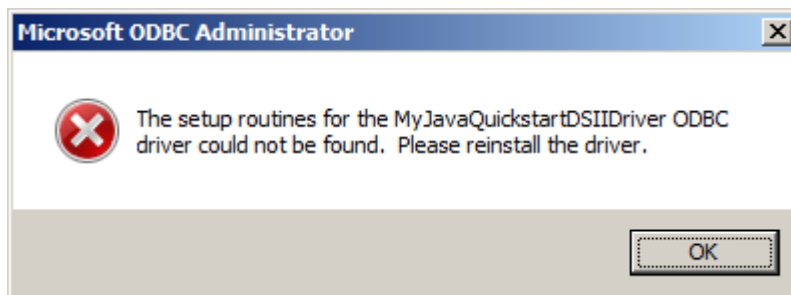 Microsoft ODBC Administrator
The setup routines for the MyJavaQuickstartDSIIDriver ODBC
driver could not be found.  Please reinstall the driver.
OK